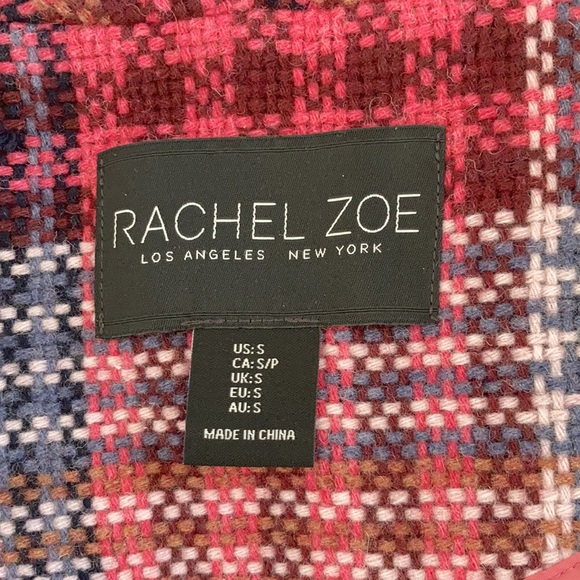 RACHEL ZOE
LOS ANGELES NEW YORK
US: S
CA: S/P
UK: S
EU: S
AU: S
MADE IN CHINA